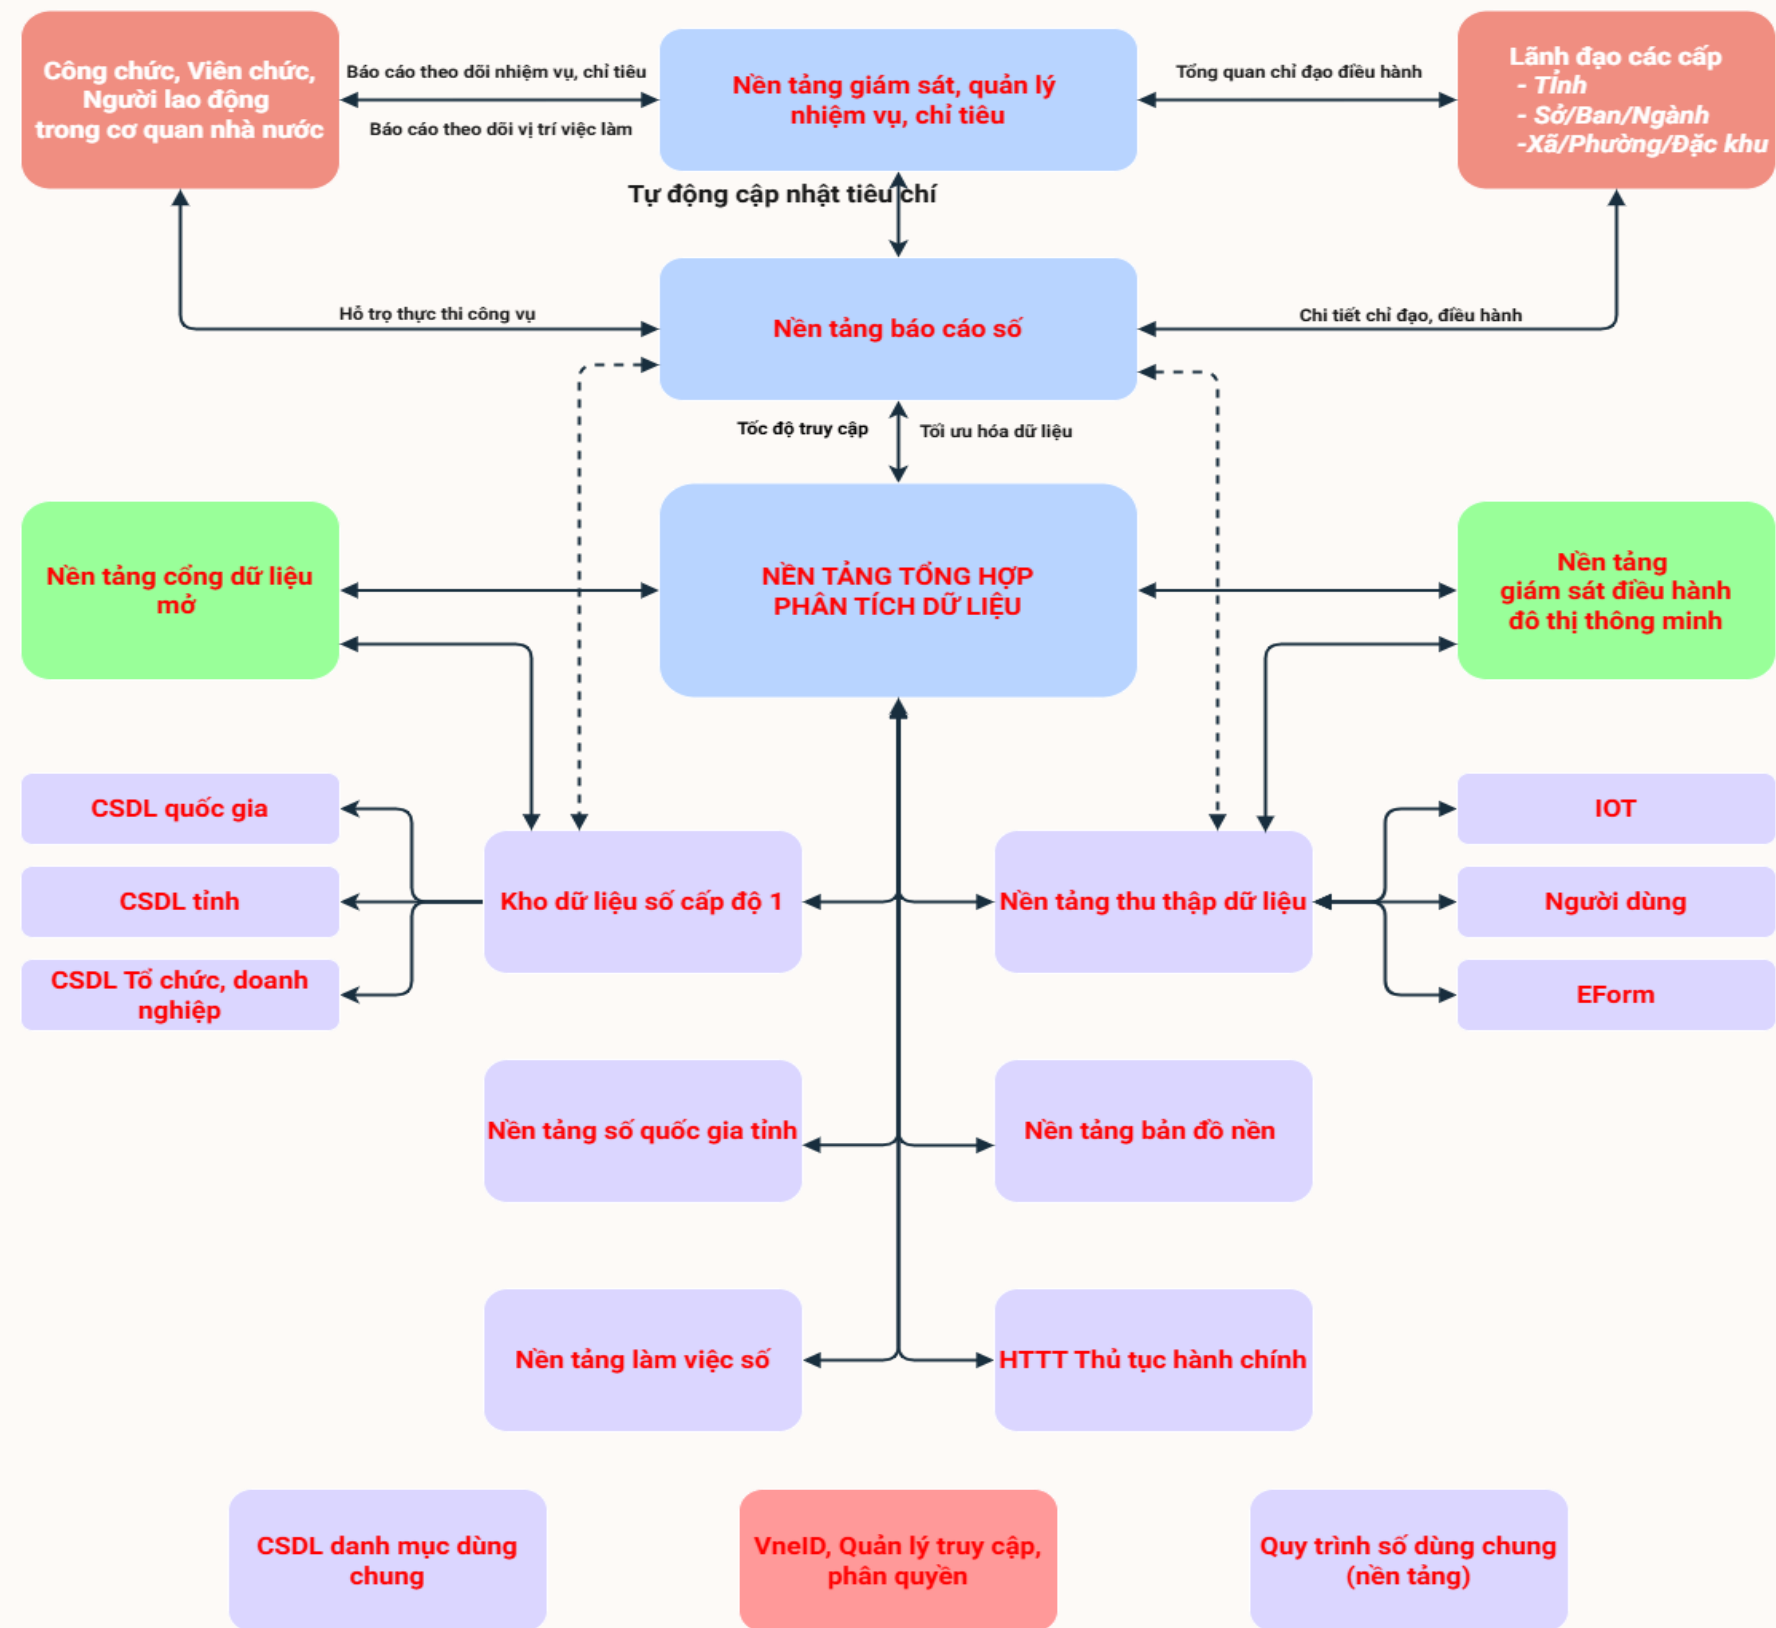 Công chức, Viên chức,
Người lao động
trong cơ quan nhà nước
Báo cáo theo dõi nhiệm vụ, chỉ tiêu
Báo cáo theo dõi vị trí việc làm
Nền tảng giám sát, quản lý
nhiệm vụ, chỉ tiêu
Tổng quan chỉ đạo điều hành
Lãnh đạo các cấp
- Tỉnh
- Sở/Ban/Ngành
-Xã/Phường/Đặc khu
Tự động cập nhật tiêu chí
Hỗ trợ thực thi công vụ
Nền tảng báo cáo số
Chi tiết chỉ đạo, điều hành
Tốc độ truy cập
Tối ưu hóa dữ liệu
Nền tảng cổng dữ liệu
mở
NỀN TẢNG TỔNG HỢP
PHÂN TÍCH DỮ LIỆU
Nền tảng
giám sát điều hành
đô thị thông minh
CSDL quốc gia
CSDL tỉnh
CSDL Tổ chức, doanh
nghiệp
Kho dữ liệu số cấp độ 1
Nền tảng thu thập dữ liệu
IOT
Người dùng
EForm
Nền tảng số quốc gia tỉnh
Nền tảng bản đồ nền
Nền tảng làm việc số
HTTT Thủ tục hành chính
CSDL danh mục dùng
chung
VneID, Quản lý truy cập,
phân quyền
Quy trình số dùng chung
(nền tảng)